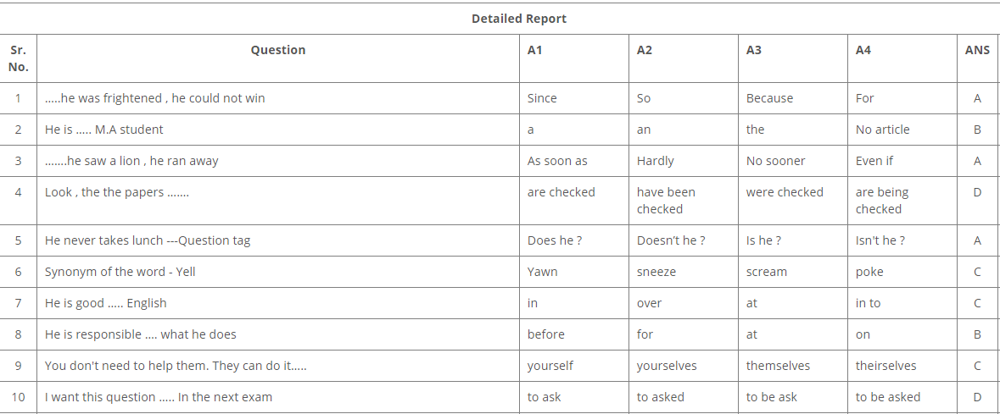 Detailed Report
Sr. No. Question A1 A2 A3 A4 ANS
1 .....he was frightened , he could not win Since So Because For A
2 He is ..... M.A student a an the No article B
3 .......he saw a lion , he ran away As soon as Hardly No sooner Even if A
4 Look , the the papers ....... are checked have been checked were checked are being checked D
5 He never takes lunch ---Question tag Does he ? Doesn’t he ? Is he ? Isn't he ? A
6 Synonym of the word - Yell Yawn sneeze scream poke C
7 He is good ..... English in over at in to C
8 He is responsible .... what he does before for at on B
9 You don't need to help them. They can do it..... yourself yourselves themselves theirselves C
10 I want this question ..... In the next exam to ask to asked to be ask to be asked D